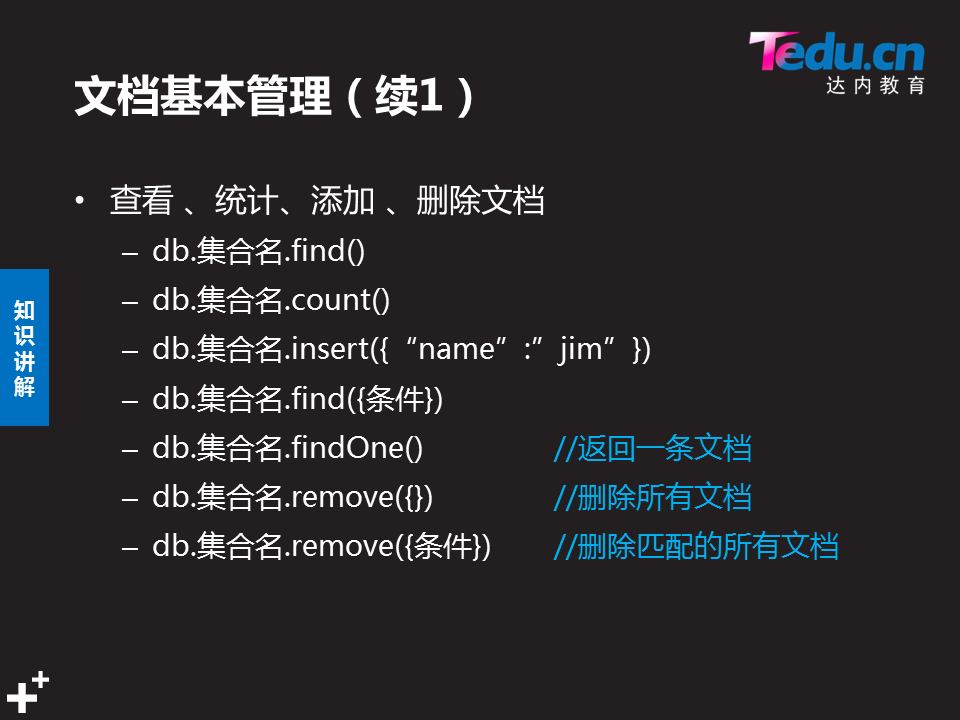 Tedu.cn
达内教育
文档基本管理（续1）
• 查看 、统计、添加 、删除文档
– db.集合名.find()
– db.集合名.count()
– db.集合名.insert({“name”:”jim”})
– db.集合名.find({条件})
– db.集合名.findOne() //返回一条文档
– db.集合名.remove({}) //删除所有文档
– db.集合名.remove({条件}) //删除匹配的所有文档
知识讲解